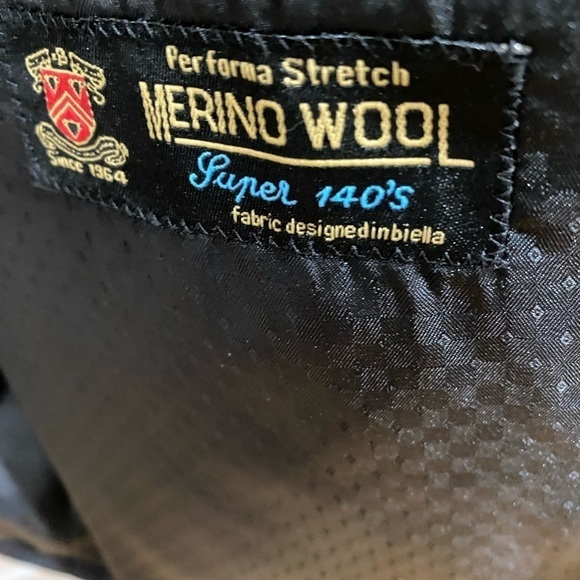 Performa Stretch
MERINO WOOL
Super 140'S
fabric designedinbiella
Since 1964